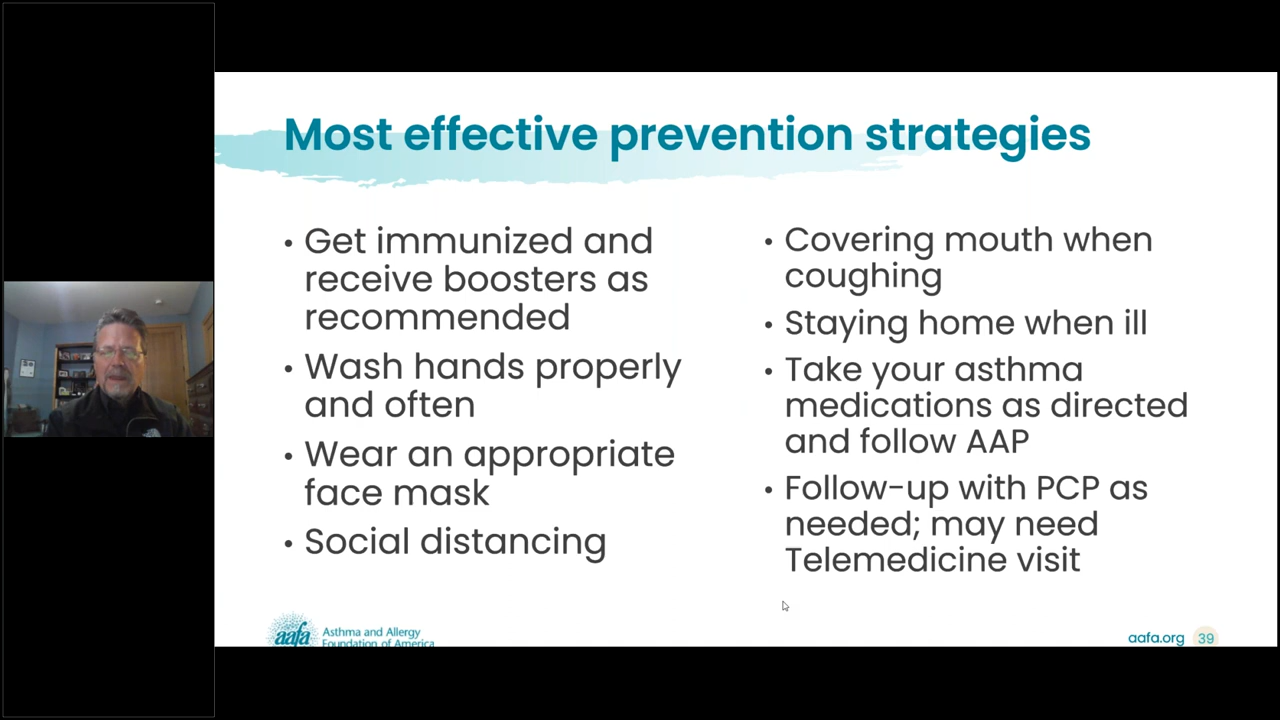 Most effective prevention strategies
• Get immunized and
receive boosters as
recommended
• Wash hands properly
and often
• Wear an appropriate
face mask
• Social distancing
• Covering mouth when
coughing
• Staying home when ill
• Take your asthma
medications as directed
and follow AAP
• Follow-up with PCP as
needed; may need
Telemedicine visit
aafa
Asthma and Allergy
Foundation of America
aafa.org 39